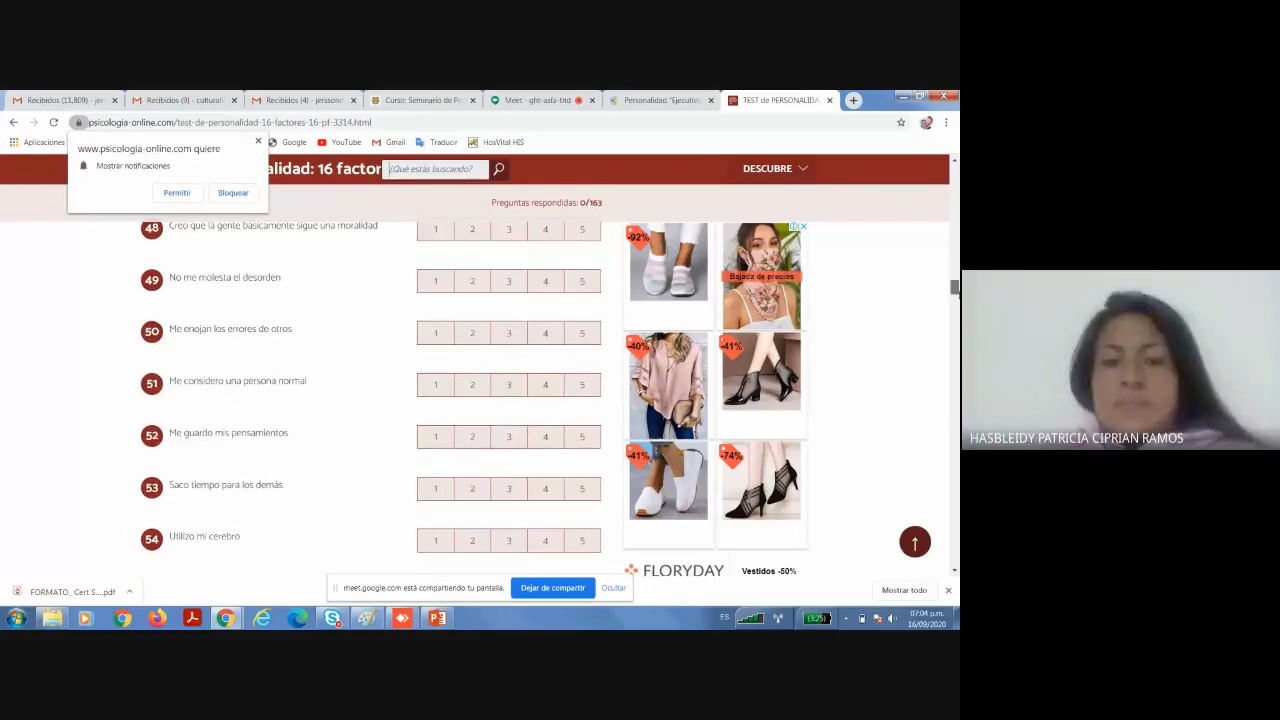 Recibidos (11,809) - jer
Recibidos (9) - cultural
Recibidos (4) - jerssond
Curso: Seminario de Pr
Meet - ght-asfa-btd
Personalidad "Ejecutiv
TEST de PERSONALID
psicologia-online.com/test-de-personalidad-16-factores-16-pf-3314.html
Aplicaciones
Google
YouTube
Gmail
Traducir
HosVital HIS
www.psicologia-online.com quiere
Mostrar notificaciones
Permitir
Bloquear
alidad: 16 factor
¿Qué estás buscando?
DESCUBRE
Preguntas respondidas: 0/163
48 Creo que la gente básicamente sigue una moralidad 1 2 3 4 5
49 No me molesta el desorden 1 2 3 4 5
50 Me enojan los errores de otros 1 2 3 4 5
51 Me considero una persona normal 1 2 3 4 5
52 Me guardo mis pensamientos 1 2 3 4 5
53 Saco tiempo para los demás 1 2 3 4 5
54 Utilizo mi cerebro 1 2 3 4 5
-92%
Bajada de precios
-40%
-41%
-41%
-74%
FLORYDAY
Vestidos -50%
HASBLEIDY PATRICIA CIPRIAN RAMOS
meet.google.com está compartiendo tu pantalla.
Dejar de compartir
Ocultar
FORMATO_ Cert S....pdf
Mostrar todo
ES
(3:25)
07:04 p.m.
16/09/2020